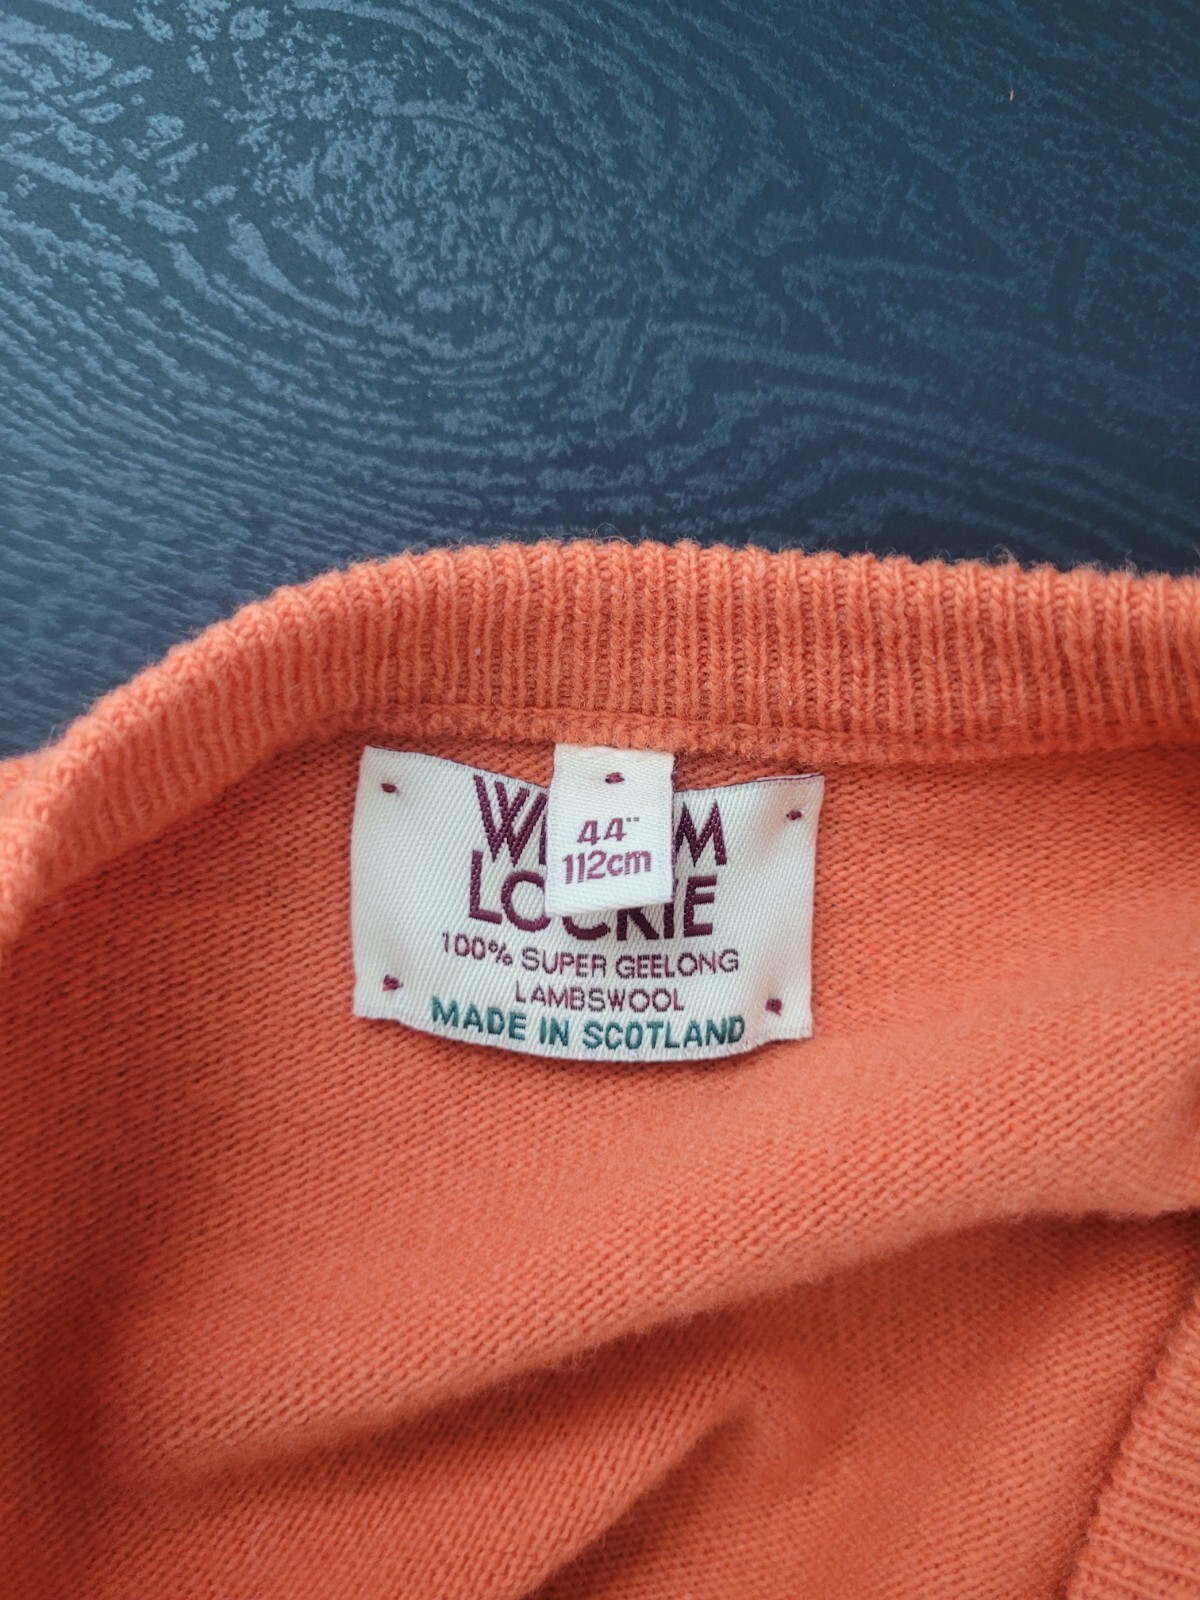 44"
112cm
W M
LOCKIE
100% SUPER GEELONG
LAMBSWOOL
MADE IN SCOTLAND